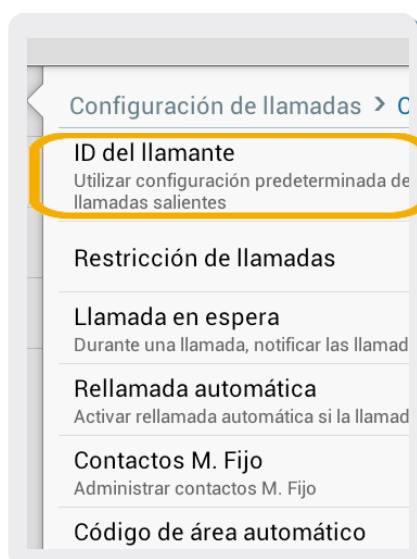 Configuración de llamadas > C
ID del llamante
Utilizar configuración predeterminada de
llamadas salientes
Restricción de llamadas
Llamada en espera
Durante una llamada, notificar las llamad
Rellamada automática
Activar rellamada automática si la llamad
Contactos M. Fijo
Administrar contactos M. Fijo
Código de área automático